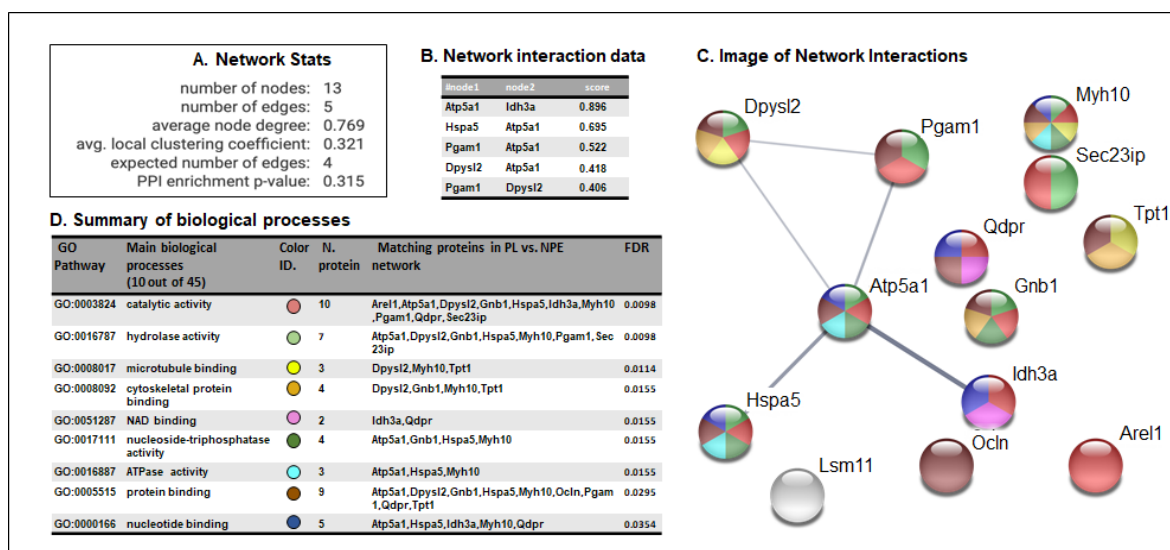 A. Network Stats
number of nodes: 13
number of edges: 5
average node degree: 0.769
avg. local clustering coefficient: 0.321
expected number of edges: 4
PPI enrichment p-value: 0.315
B. Network interaction data
#node1 node2 score
Atp5a1 Idh3a 0.896
Hspa5 Atp5a1 0.695
Pgam1 Atp5a1 0.522
Dpysl2 Atp5a1 0.418
Pgam1 Dpysl2 0.406
C. Image of Network Interactions
Dpysl2
Pgam1
Myh10
Sec23ip
Tpt1
Qdpr
Gnb1
Atp5a1
Idh3a
Hspa5
Ocln
Arel1
Lsm11
D. Summary of biological processes
GO Main biological Color N. Matching proteins in PL vs. NPE FDR
Pathway processes ID. protein network
(10 out of 45)
GO:0003824 catalytic activity 10 Arel1,Atp5a1,Dpysl2,Gnb1,Hspa5,Idh3a,Myh10 0.0098
,Pgam1,Qdpr,Sec23ip
GO:0016787 hydrolase activity 7 Atp5a1,Dpysl2,Gnb1,Hspa5,Myh10,Pgam1,Sec 0.0098
23ip
GO:0008017 microtubule binding 3 Dpysl2,Myh10,Tpt1 0.0114
GO:0008092 cytoskeletal protein 4 Dpysl2,Gnb1,Myh10,Tpt1 0.0155
binding
GO:0051287 NAD binding 2 Idh3a,Qdpr 0.0155
GO:0017111 nucleoside-triphosphatase 4 Atp5a1,Gnb1,Hspa5,Myh10 0.0155
activity
GO:0016887 ATPase activity 3 Atp5a1,Hspa5,Myh10 0.0155
GO:0005515 protein binding 9 Atp5a1,Dpysl2,Gnb1,Hspa5,Myh10,Ocln,Pgam 0.0295
1,Qdpr,Tpt1
GO:0000166 nucleotide binding 5 Atp5a1,Hspa5,Idh3a,Myh10,Qdpr 0.0354